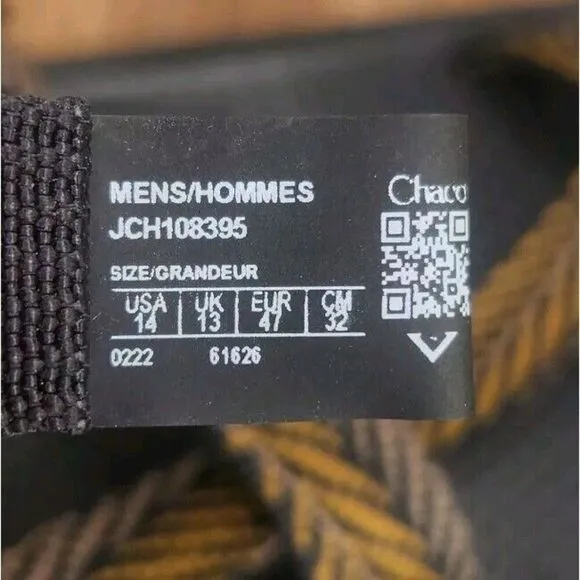 MENS/HOMMES
Chaco
JCH108395
SIZE/GRANDEUR
USA UK EUR CM
14 13 47 32
0222 61626